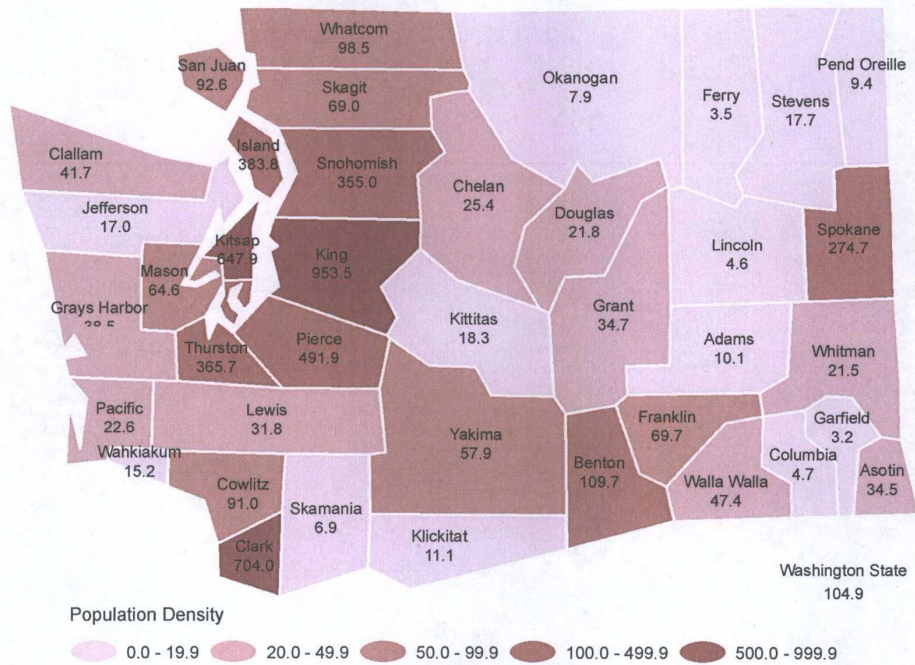 Whatcom
98.5
San Juan
92.6
Skagit
69.0
Okanogan
7.9
Ferry
3.5
Stevens
17.7
Pend Oreille
9.4
Island
383.8
Snohomish
355.0
Clallam
41.7
Chelan
25.4
Douglas
21.8
Jefferson
17.0
Kitsap
647.9
King
953.5
Lincoln
4.6
Spokane
274.7
Mason
64.6
Grays Harbor
38.5
Grant
34.7
Kittitas
18.3
Adams
10.1
Whitman
21.5
Thurston
365.7
Pierce
491.9
Pacific
22.6
Lewis
31.8
Yakima
57.9
Franklin
69.7
Garfield
3.2
Wahkiakum
15.2
Benton
109.7
Columbia
4.7
Asotin
34.5
Walla Walla
47.4
Cowlitz
91.0
Skamania
6.9
Klickitat
11.1
Clark
704.0
Washington State
104.9
Population Density
0.0 - 19.9 20.0 - 49.9 50.0 - 99.9 100.0 - 499.9 500.0 - 999.9